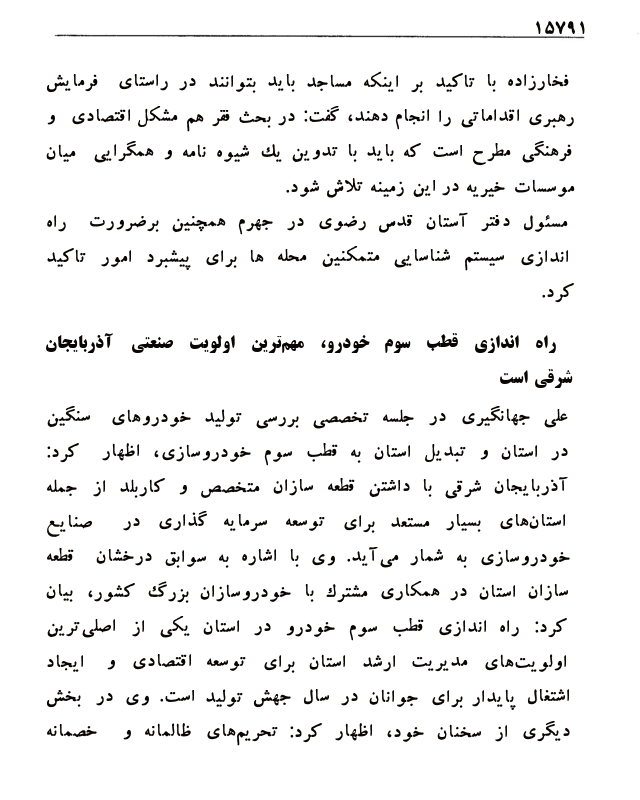 ۱۵۷۹۱
فخارزاده با تاکید بر اینکه مساجد باید بتوانند در راستای فرمایش
رهبری اقداماتی را انجام دهند، گفت: در بحث فقر هم مشکل اقتصادی و
فرهنگی مطرح است که باید با تدوین یك شیوه نامه و همگرایی میان
موسسات خیریه در این زمینه تلاش شود.
مسئول دفتر آستان قدس رضوی در جهرم همچنین برضرورت راه
اندازی سیستم شناسایی متمکنین محله ها برای پیشبرد امور تاکید
کرد.
راه اندازی قطب سوم خودرو، مهم‌ترین اولویت صنعتی آذربایجان
شرقی است
علی جهانگیری در جلسه تخصصی بررسی تولید خودروهای سنگین
در استان و تبدیل استان به قطب سوم خودروسازی، اظهار کرد:
آذربایجان شرقی با داشتن قطعه سازان متخصص و کاربلد از جمله
استان‌های بسیار مستعد برای توسعه سرمایه گذاری در صنایع
خودروسازی به شمار می‌آید. وی با اشاره به سوابق درخشان قطعه
سازان استان در همکاری مشترك با خودروسازان بزرگ کشور، بیان
کرد: راه اندازی قطب سوم خودرو در استان یکی از اصلی‌ترین
اولویت‌های مدیریت ارشد استان برای توسعه اقتصادی و ایجاد
اشتغال پایدار برای جوانان در سال جهش تولید است. وی در بخش
دیگری از سخنان خود، اظهار کرد: تحریم‌های ظالمانه و خصمانه